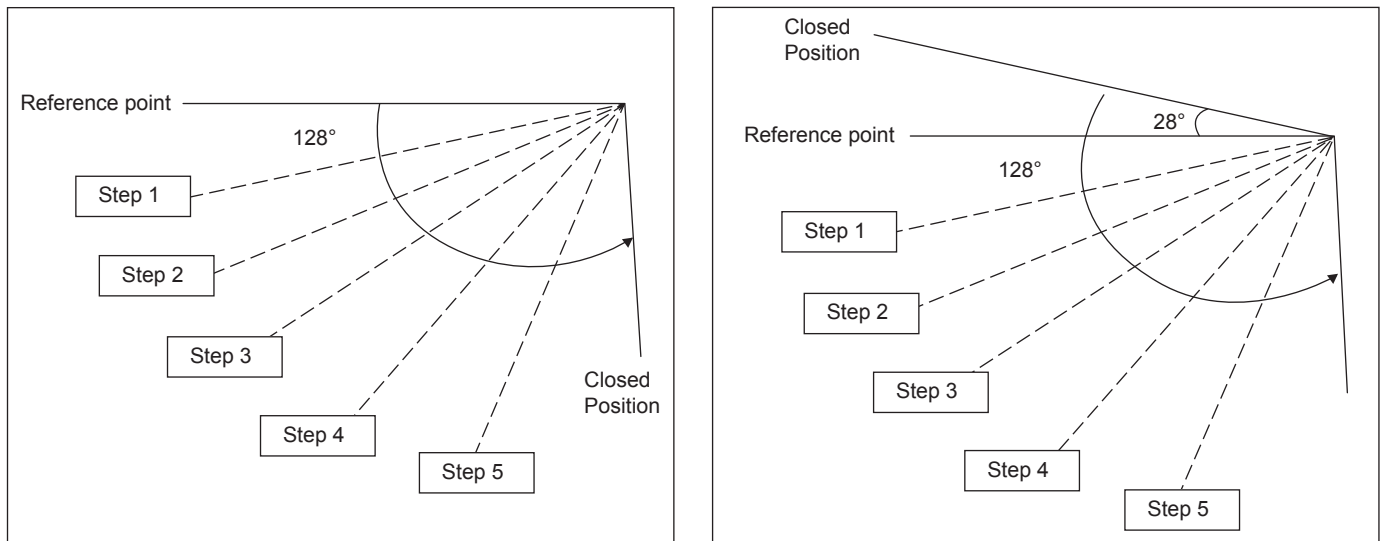 Reference point
128°
Step 1
Step 2
Step 3
Step 4
Step 5
Closed
Position
Closed
Position
28°
Reference point
128°
Step 1
Step 2
Step 3
Step 4
Step 5